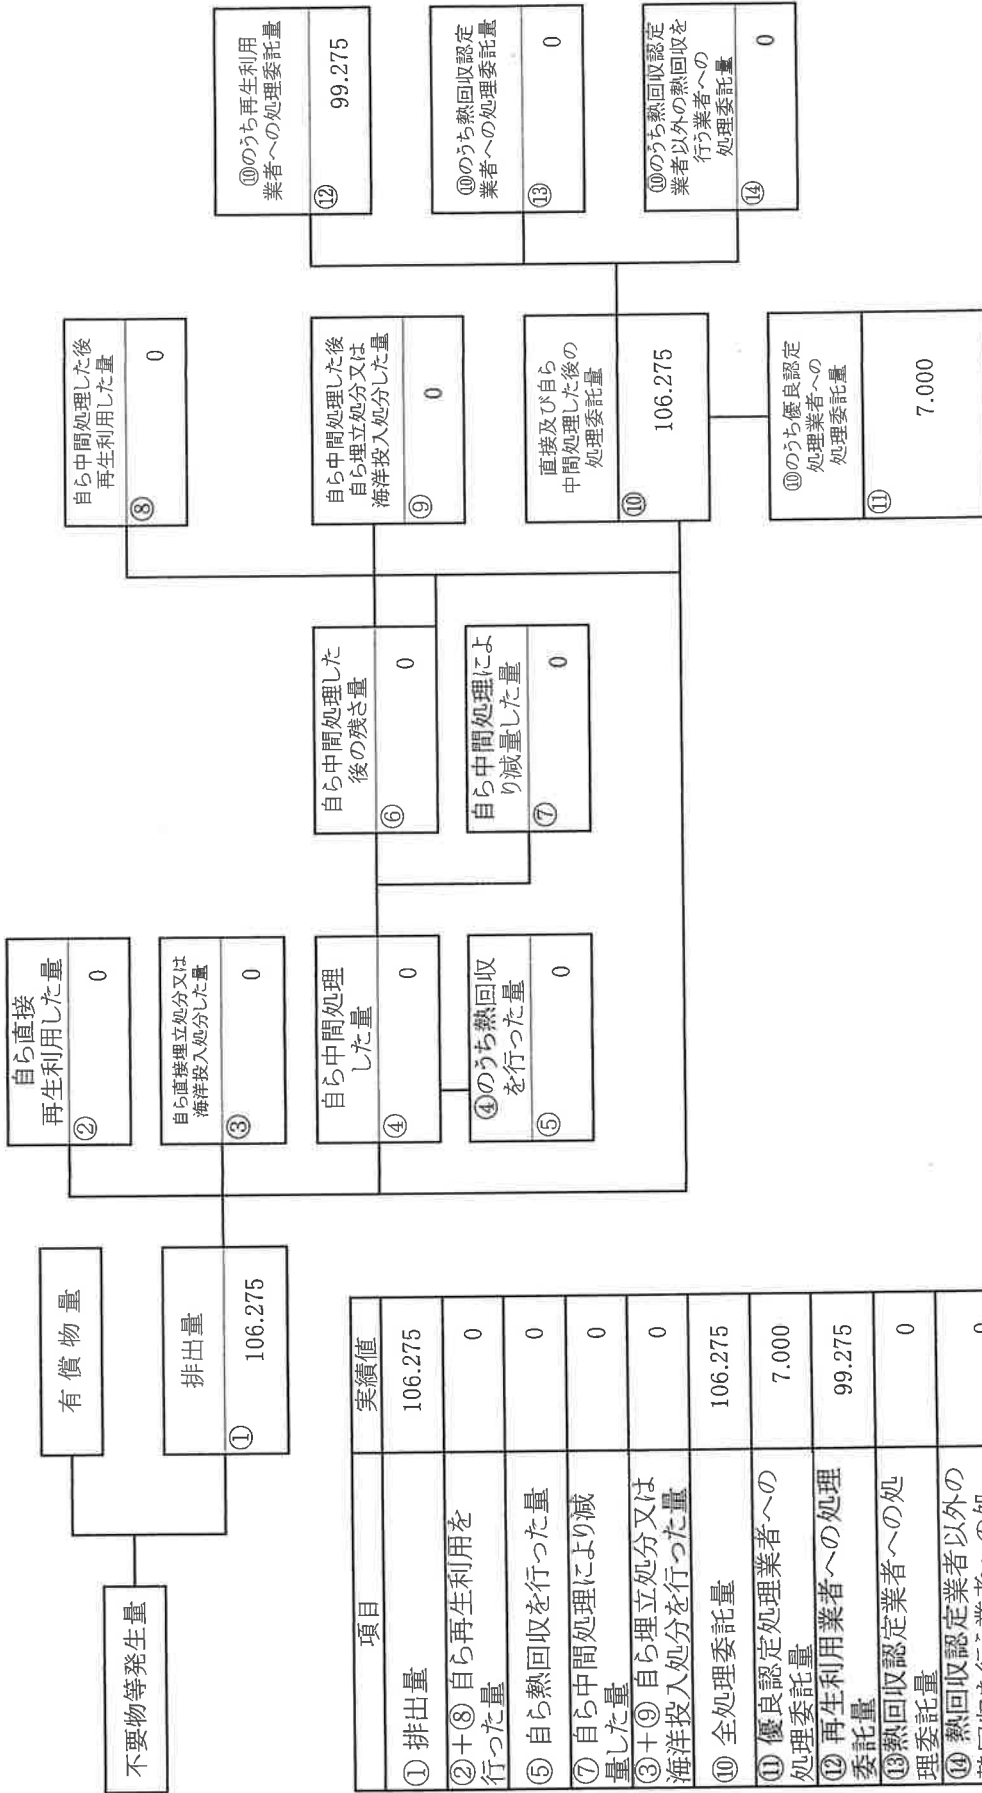 不要物等発生量
有償物量
排出量
① 106.275
自ら直接
再生利用した量
② 0
自ら直接埋立処分又は
海洋投入処分した量
③ 0
自ら中間処理
した量
④ 0
④のうち熱回収
を行った量
⑤ 0
自ら中間処理した
後の残さ量
⑥ 0
自ら中間処理によ
り減量した量
⑦ 0
自ら中間処理した後
再生利用した量
⑧ 0
自ら中間処理した後
自ら埋立処分又は
海洋投入処分した量
⑨ 0
直接及び自ら
中間処理した後の
処理委託量
⑩ 106.275
⑩のうち優良認定
処理業者への
処理委託量
⑪ 7.000
⑩のうち再生利用
業者への処理委託量
⑫ 99.275
⑩のうち熱回収認定
業者への処理委託量
⑬ 0
⑩のうち熱回収認定
業者以外の熱回収を
行う業者への
処理委託量
⑭ 0
項目 実績値
① 排出量 106.275
②+⑧ 自ら再生利用を
行った量 0
⑤ 自ら熱回収を行った量 0
⑦ 自ら中間処理により減
量した量 0
③+⑨ 自ら埋立処分又は
海洋投入処分を行った量 0
⑩ 全処理委託量 106.275
⑪ 優良認定処理業者への
処理委託量 7.000
⑫ 再生利用業者への処理
委託量 99.275
⑬熱回収認定業者への処
理委託量 0
⑭ 熱回収認定業者以外の